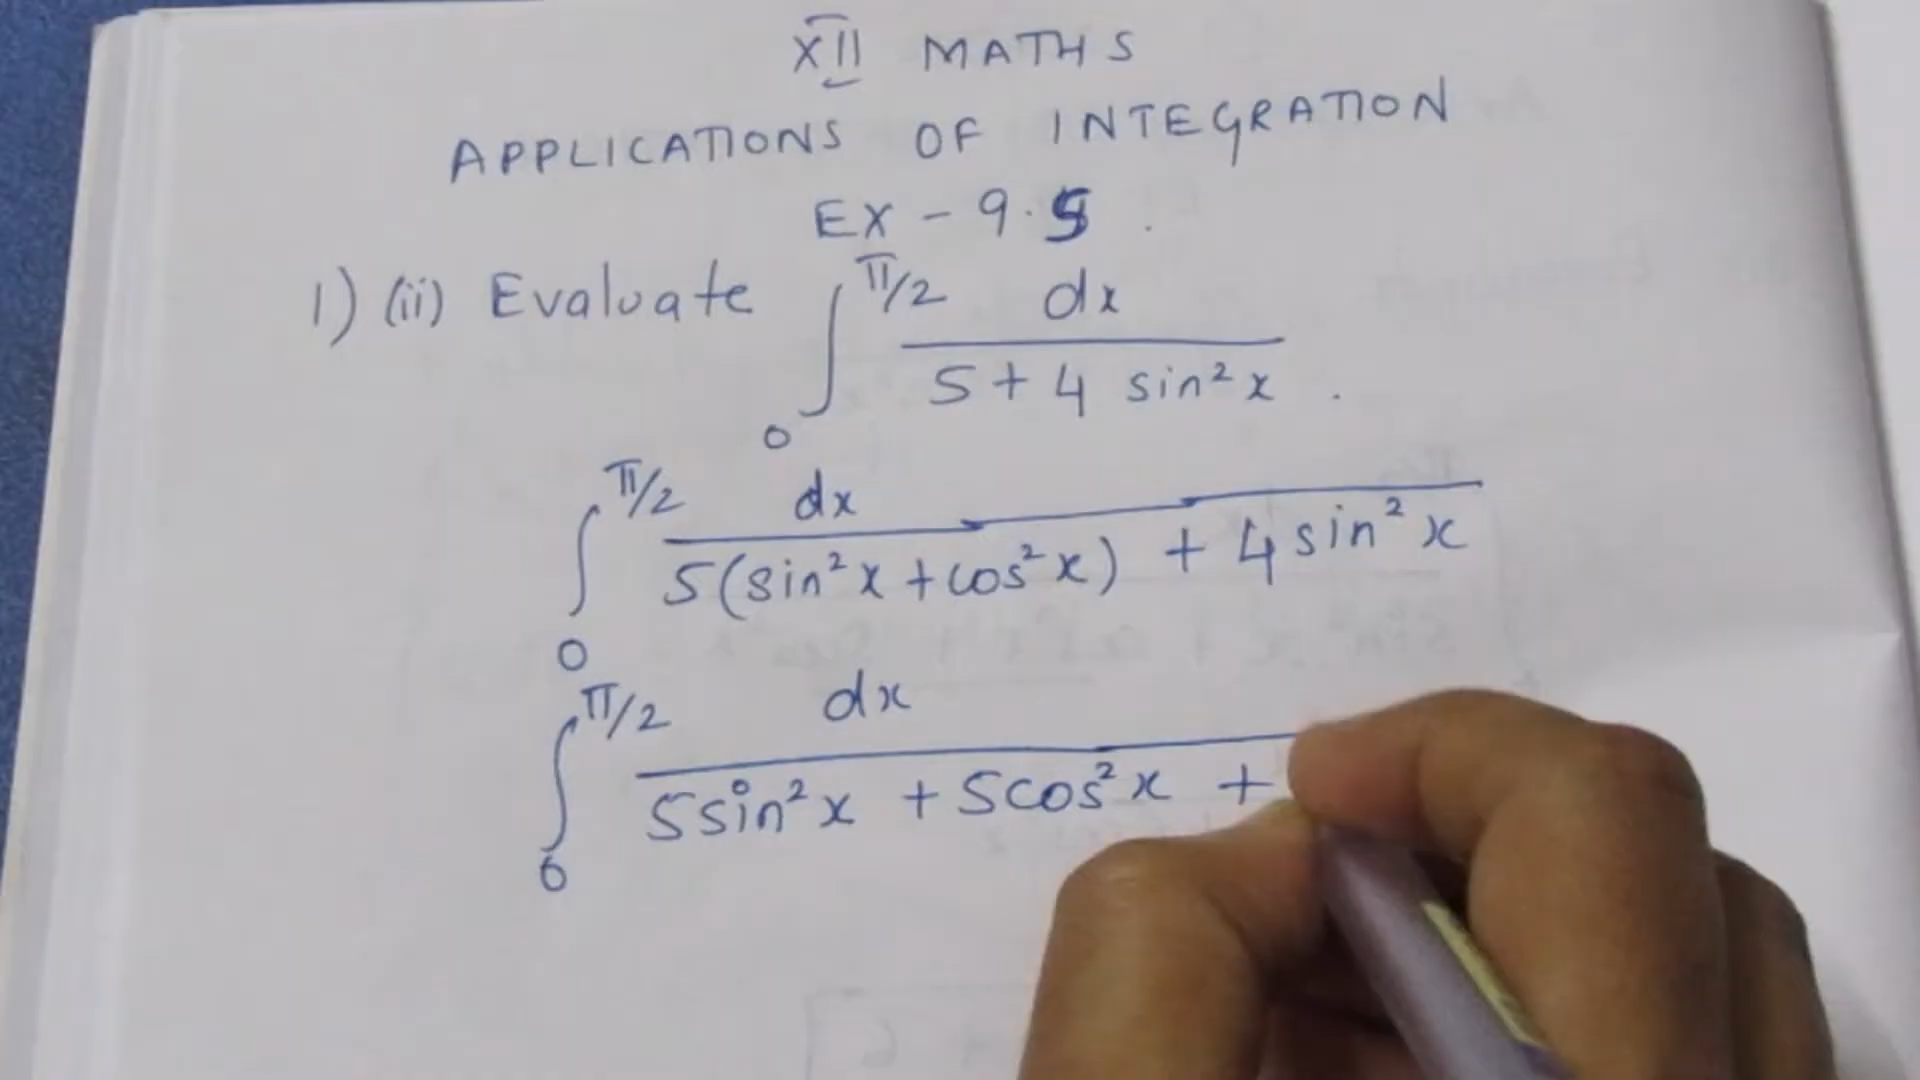 XII MATHS
APPLICATIONS OF INTEGRATION
EX - 9.5
1) (ii) Evaluate ∫₀^π/2 dx / 5 + 4 sin²x .
∫₀^π/2 dx / 5(sin²x + cos²x) + 4 sin²x
∫₀^π/2 dx / 5sin²x + 5cos²x +